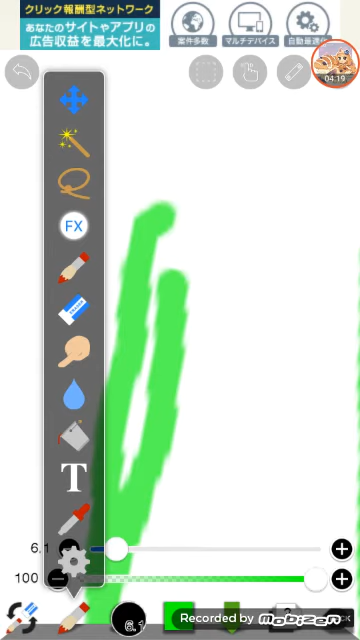 クリック報酬型ネットワーク
あなたのサイトやアプリの
広告収益を最大化に。
案件多数
マルチデバイス
自動最適化
04:19
FX
T
6.1
100
6.1
Recorded by MOBIZEN